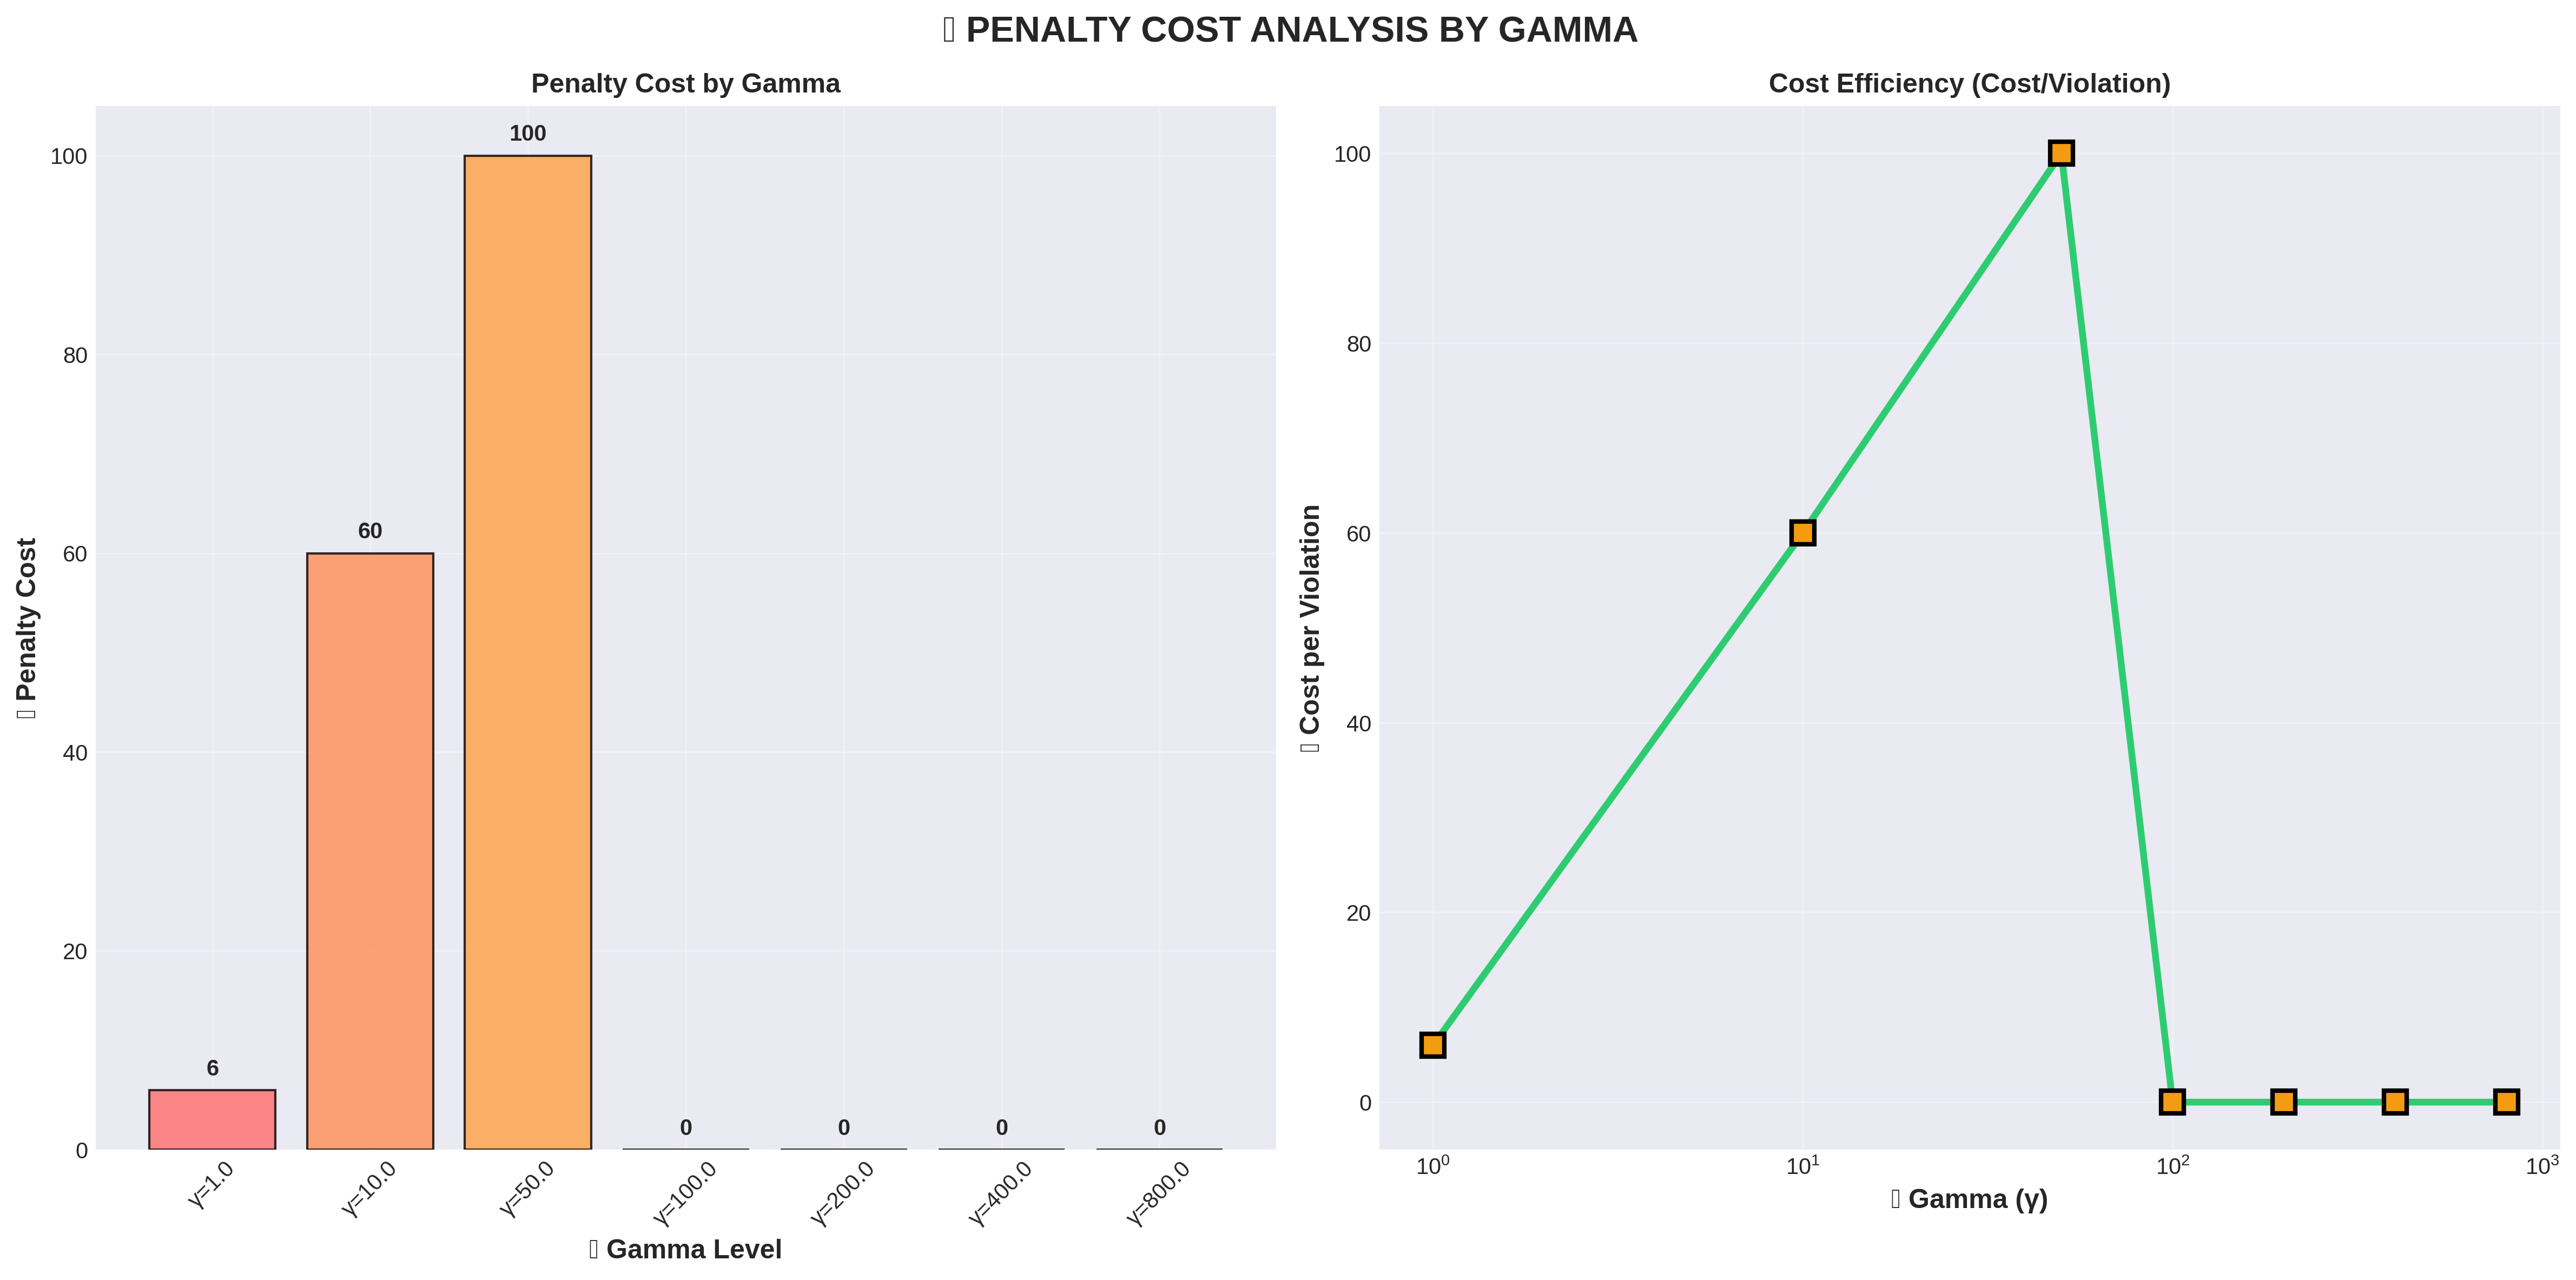 ▯ PENALTY COST ANALYSIS BY GAMMA
Penalty Cost by Gamma
▯ Penalty Cost
100
80
60
40
20
0
6
60
100
0
0
0
0
γ=1.0
γ=10.0
γ=50.0
γ=100.0
γ=200.0
γ=400.0
γ=800.0
▯ Gamma Level
Cost Efficiency (Cost/Violation)
▯ Cost per Violation
100
80
60
40
20
0
10⁰
10¹
10²
10³
▯ Gamma (γ)